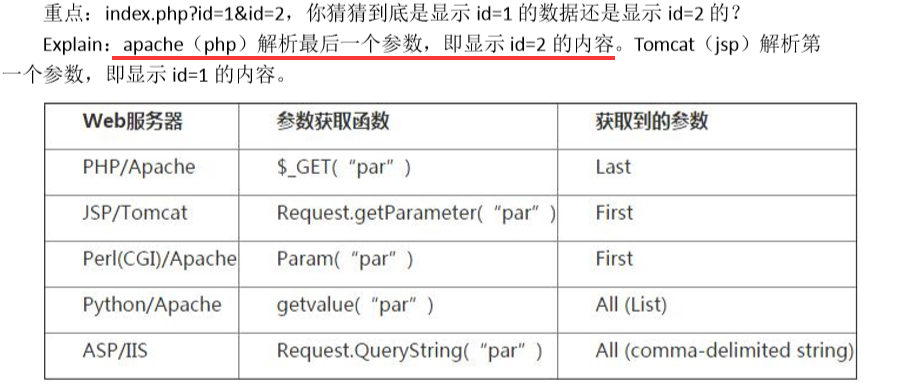 重点：index.php?id=1&id=2，你猜猜到底是显示 id=1 的数据还是显示 id=2 的？
Explain：apache（php）解析最后一个参数，即显示 id=2 的内容。Tomcat（jsp）解析第
一个参数，即显示 id=1 的内容。
Web服务器 参数获取函数 获取到的参数
PHP/Apache $_GET(“par”) Last
JSP/Tomcat Request.getParameter(“par”) First
Perl(CGI)/Apache Param(“par”) First
Python/Apache getvalue(“par”) All (List)
ASP/IIS Request.QueryString(“par”) All (comma-delimited string)